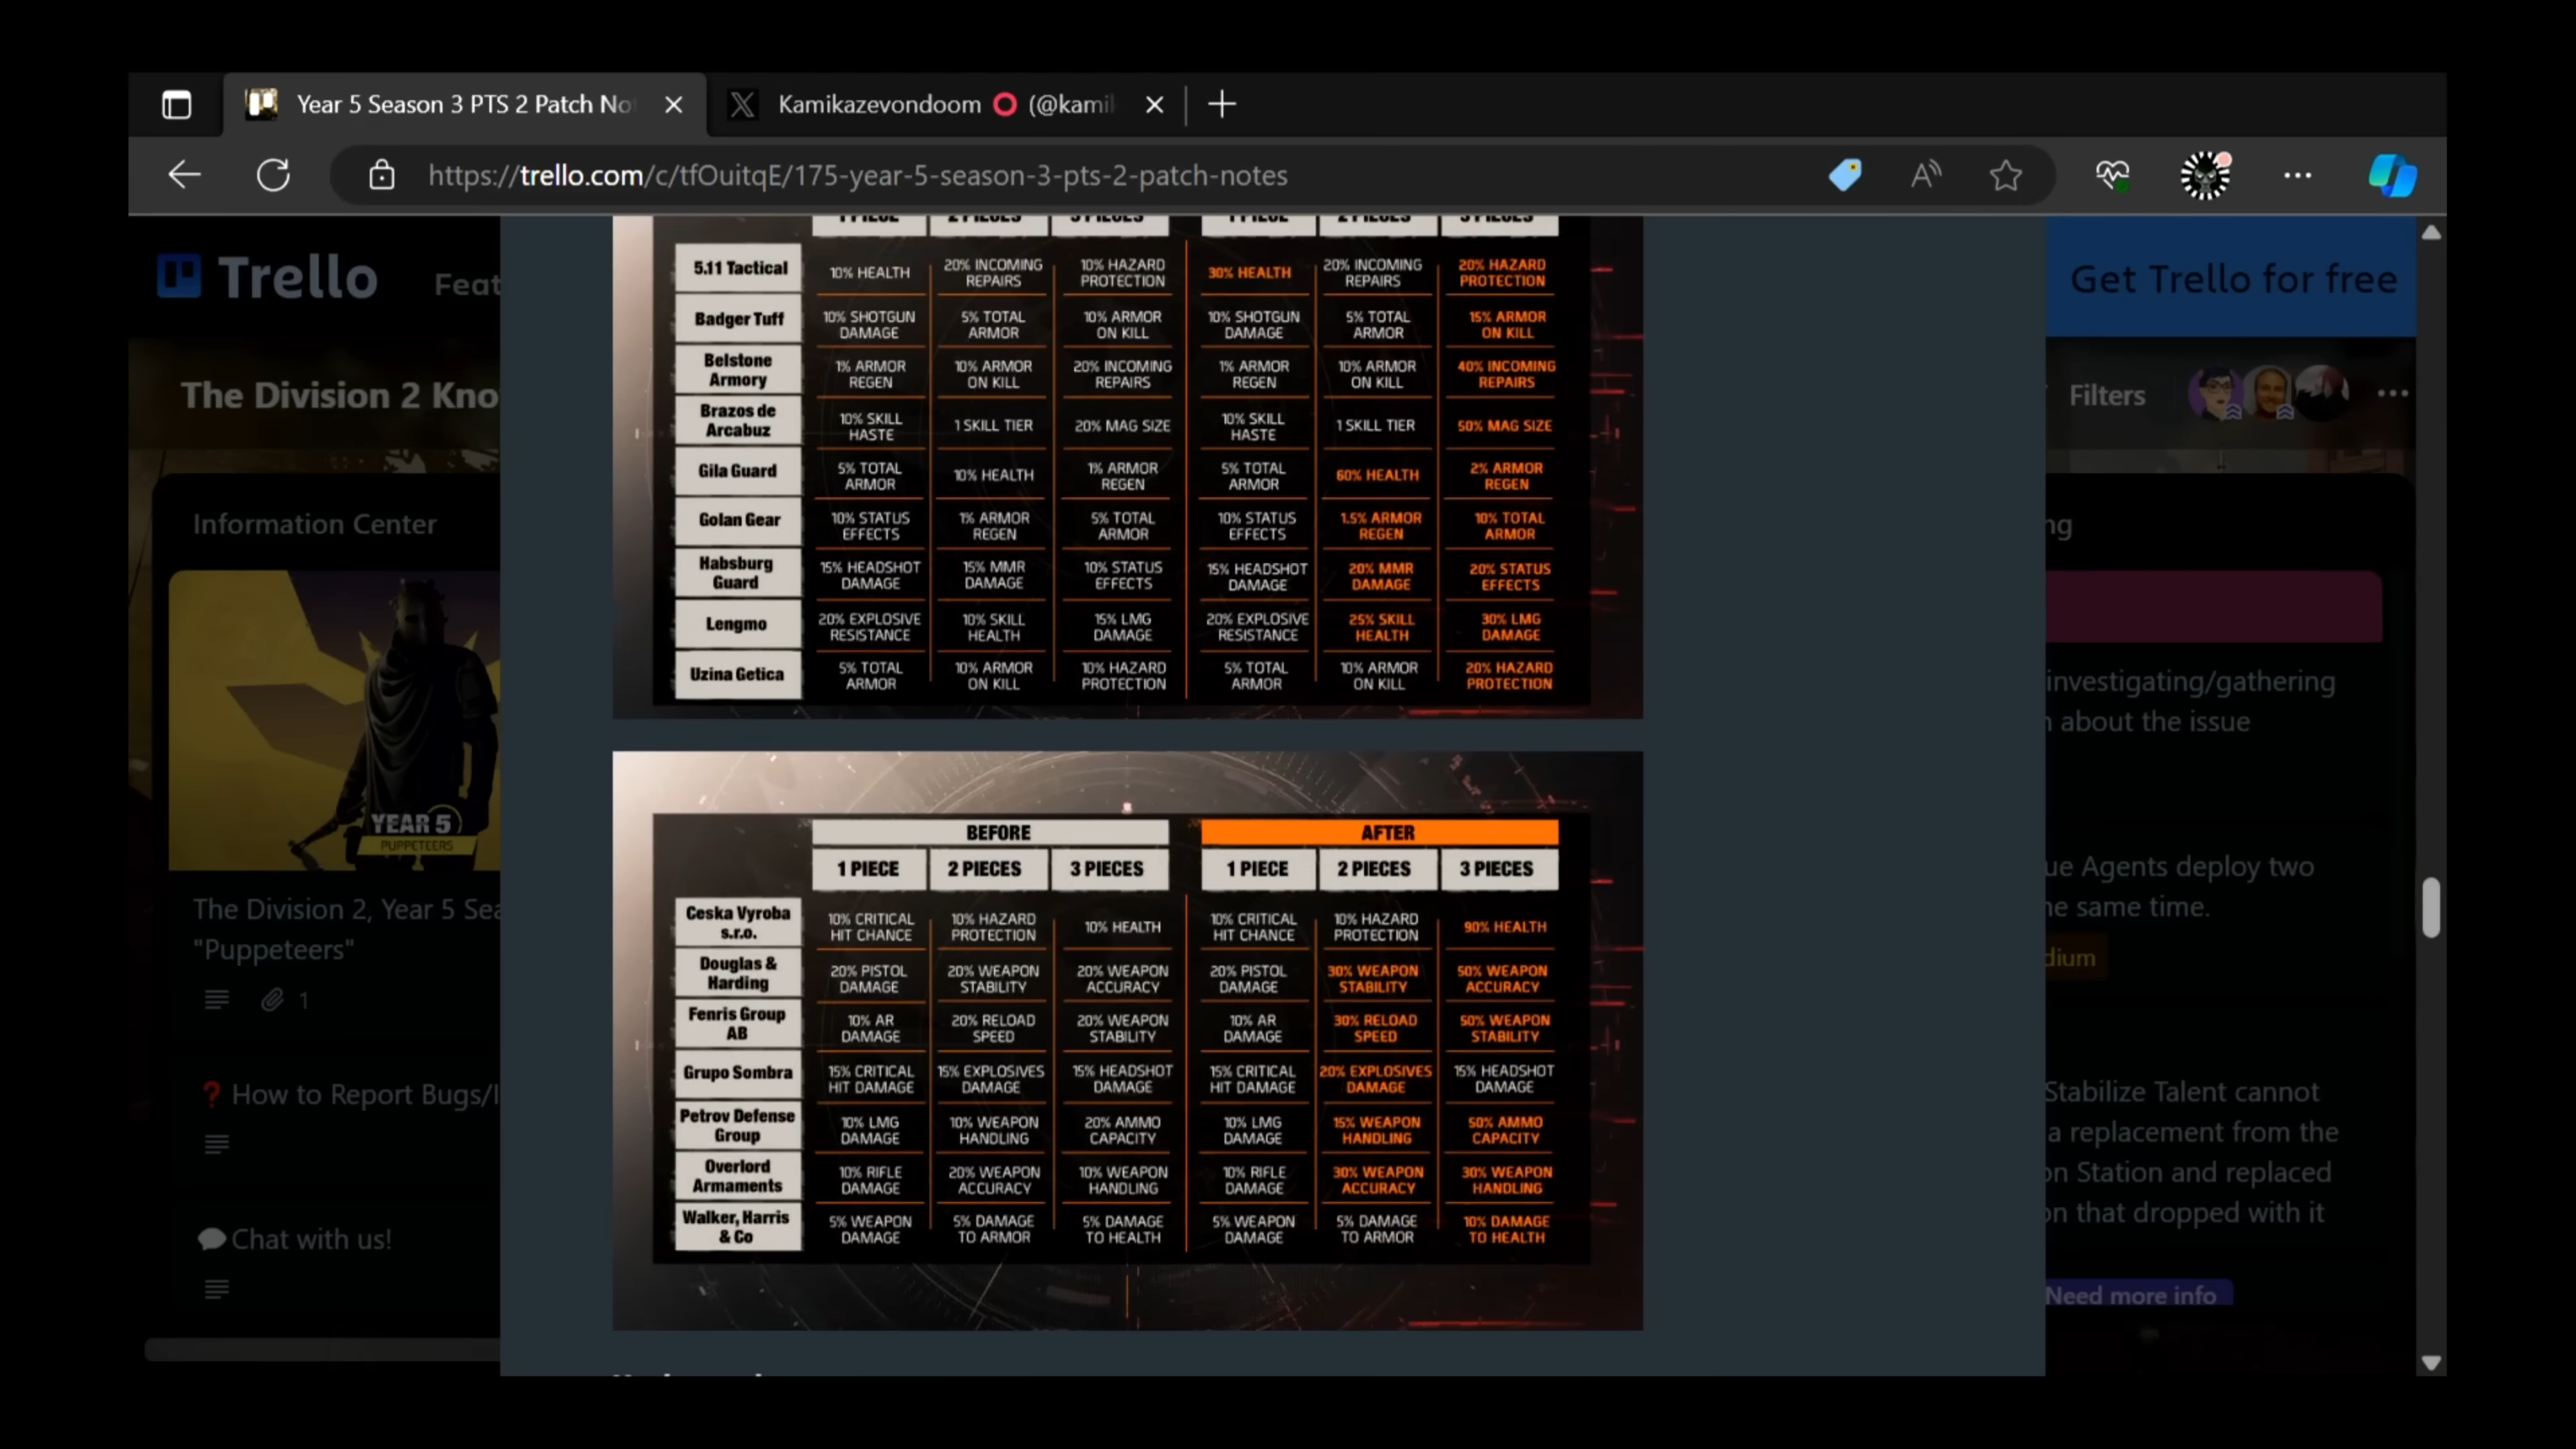 Year 5 Season 3 PTS 2 Patch No
Kamikazevondoom (@kamil
https://trello.com/c/tfOuitqE/175-year-5-season-3-pts-2-patch-notes
Trello
Feat
Get Trello for free
The Division 2 Kno
Filters
Information Center
YEAR 5
PUPPETEERS
The Division 2, Year 5 Sea
"Puppeteers"
1
❓ How to Report Bugs/I
Chat with us!
1 PIECE 2 PIECES 3 PIECES 1 PIECE 2 PIECES 3 PIECES
5.11 Tactical
10% HEALTH
20% INCOMING
REPAIRS
10% HAZARD
PROTECTION
30% HEALTH
20% INCOMING
REPAIRS
20% HAZARD
PROTECTION
Badger Tuff
10% SHOTGUN
DAMAGE
5% TOTAL
ARMOR
10% ARMOR
ON KILL
10% SHOTGUN
DAMAGE
5% TOTAL
ARMOR
15% ARMOR
ON KILL
Belstone
Armory
1% ARMOR
REGEN
10% ARMOR
ON KILL
20% INCOMING
REPAIRS
1% ARMOR
REGEN
10% ARMOR
ON KILL
40% INCOMING
REPAIRS
Brazos de
Arcabuz
10% SKILL
HASTE
1 SKILL TIER
20% MAG SIZE
10% SKILL
HASTE
1 SKILL TIER
50% MAG SIZE
Gila Guard
5% TOTAL
ARMOR
10% HEALTH
1% ARMOR
REGEN
5% TOTAL
ARMOR
60% HEALTH
2% ARMOR
REGEN
Golan Gear
10% STATUS
EFFECTS
1% ARMOR
REGEN
5% TOTAL
ARMOR
10% STATUS
EFFECTS
1.5% ARMOR
REGEN
10% TOTAL
ARMOR
Habsburg
Guard
15% HEADSHOT
DAMAGE
15% MMR
DAMAGE
10% STATUS
EFFECTS
15% HEADSHOT
DAMAGE
20% MMR
DAMAGE
20% STATUS
EFFECTS
Lengmo
20% EXPLOSIVE
RESISTANCE
10% SKILL
HEALTH
15% LMG
DAMAGE
20% EXPLOSIVE
RESISTANCE
25% SKILL
HEALTH
30% LMG
DAMAGE
Uzina Getica
5% TOTAL
ARMOR
10% ARMOR
ON KILL
10% HAZARD
PROTECTION
5% TOTAL
ARMOR
10% ARMOR
ON KILL
20% HAZARD
PROTECTION
BEFORE
AFTER
1 PIECE 2 PIECES 3 PIECES 1 PIECE 2 PIECES 3 PIECES
Ceska Vyroba
s.r.o.
10% CRITICAL
HIT CHANCE
10% HAZARD
PROTECTION
10% HEALTH
10% CRITICAL
HIT CHANCE
10% HAZARD
PROTECTION
90% HEALTH
Douglas &
Harding
20% PISTOL
DAMAGE
20% WEAPON
STABILITY
20% WEAPON
ACCURACY
20% PISTOL
DAMAGE
30% WEAPON
STABILITY
50% WEAPON
ACCURACY
Fenris Group
AB
10% AR
DAMAGE
20% RELOAD
SPEED
20% WEAPON
STABILITY
10% AR
DAMAGE
30% RELOAD
SPEED
50% WEAPON
STABILITY
Grupo Sombra
15% CRITICAL
HIT DAMAGE
15% EXPLOSIVES
DAMAGE
15% HEADSHOT
DAMAGE
15% CRITICAL
HIT DAMAGE
20% EXPLOSIVES
DAMAGE
15% HEADSHOT
DAMAGE
Petrov Defense
Group
10% LMG
DAMAGE
10% WEAPON
HANDLING
20% AMMO
CAPACITY
10% LMG
DAMAGE
15% WEAPON
HANDLING
50% AMMO
CAPACITY
Overlord
Armaments
10% RIFLE
DAMAGE
20% WEAPON
ACCURACY
10% WEAPON
HANDLING
10% RIFLE
DAMAGE
30% WEAPON
ACCURACY
30% WEAPON
HANDLING
Walker, Harris
& Co
5% WEAPON
DAMAGE
5% DAMAGE
TO ARMOR
5% DAMAGE
TO HEALTH
5% WEAPON
DAMAGE
5% DAMAGE
TO ARMOR
10% DAMAGE
TO HEALTH
ng
investigating/gathering
about the issue
ue Agents deploy two
ne same time.
dium
Stabilize Talent cannot
a replacement from the
on Station and replaced
on that dropped with it
Need more info